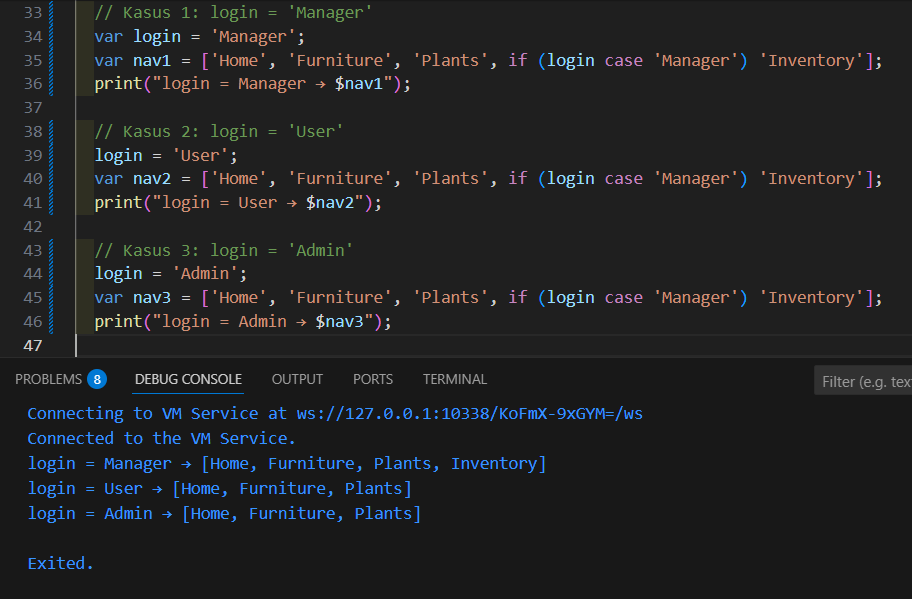 33 // Kasus 1: login = 'Manager'
34 var login = 'Manager';
35 var nav1 = ['Home', 'Furniture', 'Plants', if (login case 'Manager') 'Inventory'];
36 print("login = Manager → $nav1");
37
38 // Kasus 2: login = 'User'
39 login = 'User';
40 var nav2 = ['Home', 'Furniture', 'Plants', if (login case 'Manager') 'Inventory'];
41 print("login = User → $nav2");
42
43 // Kasus 3: login = 'Admin'
44 login = 'Admin';
45 var nav3 = ['Home', 'Furniture', 'Plants', if (login case 'Manager') 'Inventory'];
46 print("login = Admin → $nav3");
47
PROBLEMS 8 DEBUG CONSOLE OUTPUT PORTS TERMINAL Filter (e.g. text
Connecting to VM Service at ws://127.0.0.1:10338/KoFmX-9xGYM=/ws
Connected to the VM Service.
login = Manager → [Home, Furniture, Plants, Inventory]
login = User → [Home, Furniture, Plants]
login = Admin → [Home, Furniture, Plants]
Exited.